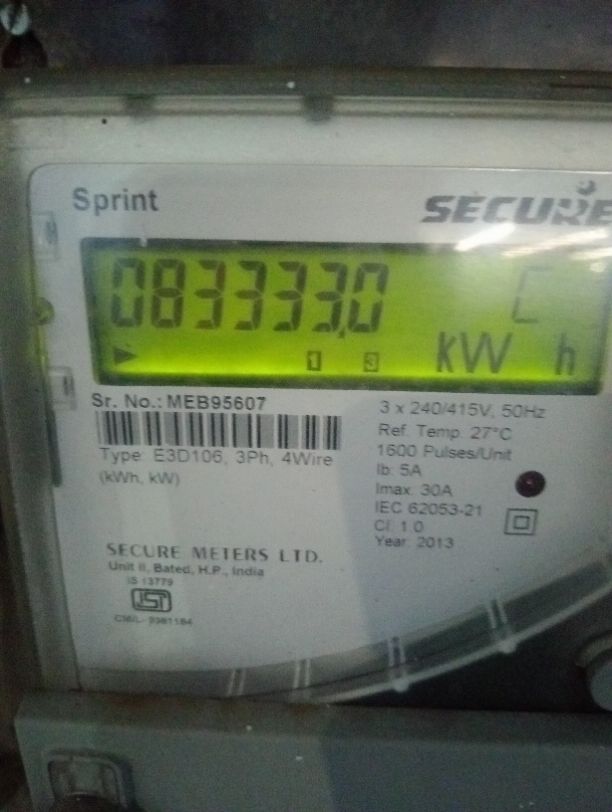 Sprint
SECURE
083333.0 C
kWh
1 3
Sr. No.: MEB95607
Type: E3D106, 3Ph, 4Wire
(kWh, kW)
3 x 240/415V, 50Hz
Ref. Temp. 27°C
1600 Pulses/Unit
Ib: 5A
Imax: 30A
IEC 62053-21
Cl. 1.0
Year: 2013
SECURE METERS LTD.
Unit II, Bated, H.P., India
IS 13779
ISI